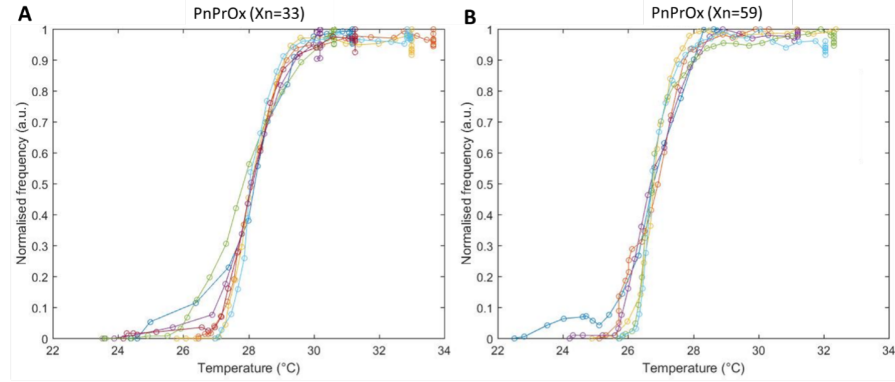 A
PnPrOx (Xn=33)
Normalised frequency (a.u.)
1
0.9
0.8
0.7
0.6
0.5
0.4
0.3
0.2
0.1
0
22 24 26 28 30 32 34
Temperature (°C)
B
PnPrOx (Xn=59)
Normalised frequency (a.u.)
1
0.9
0.8
0.7
0.6
0.5
0.4
0.3
0.2
0.1
0
22 24 26 28 30 32 34
Temperature (°C)